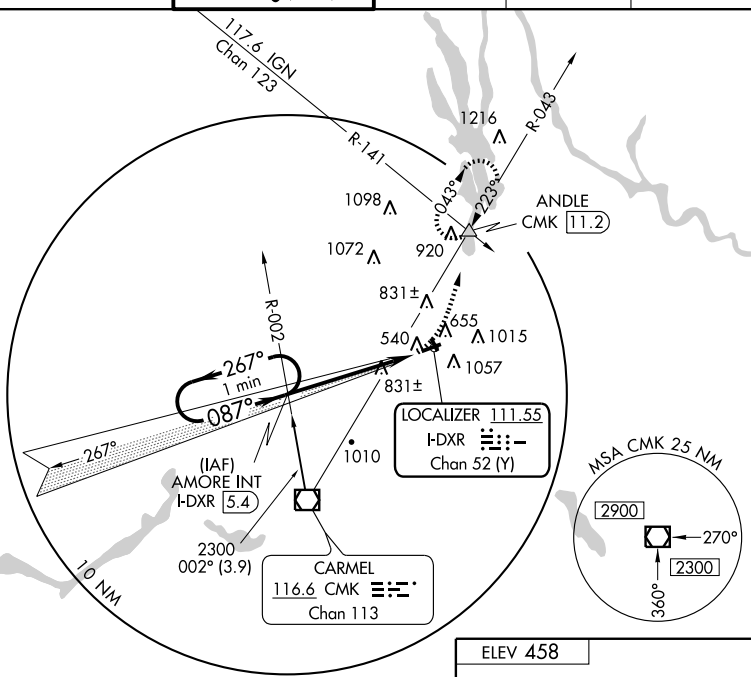 117.6 IGN
Chan 123
R-141
R-043
1216
043°
223°
ANDLE
CMK 11.2
1098
920
1072
R-002
831±
655
540
1015
267°
1 min
087°
1057
831±
267°
LOCALIZER 111.55
I-DXR
Chan 52 (Y)
(IAF)
AMORE INT
I-DXR 5.4
1010
MSA CMK 25 NM
2900
270°
2300
360°
2300
002° (3.9)
CARMEL
116.6 CMK
Chan 113
10 NM
ELEV 458